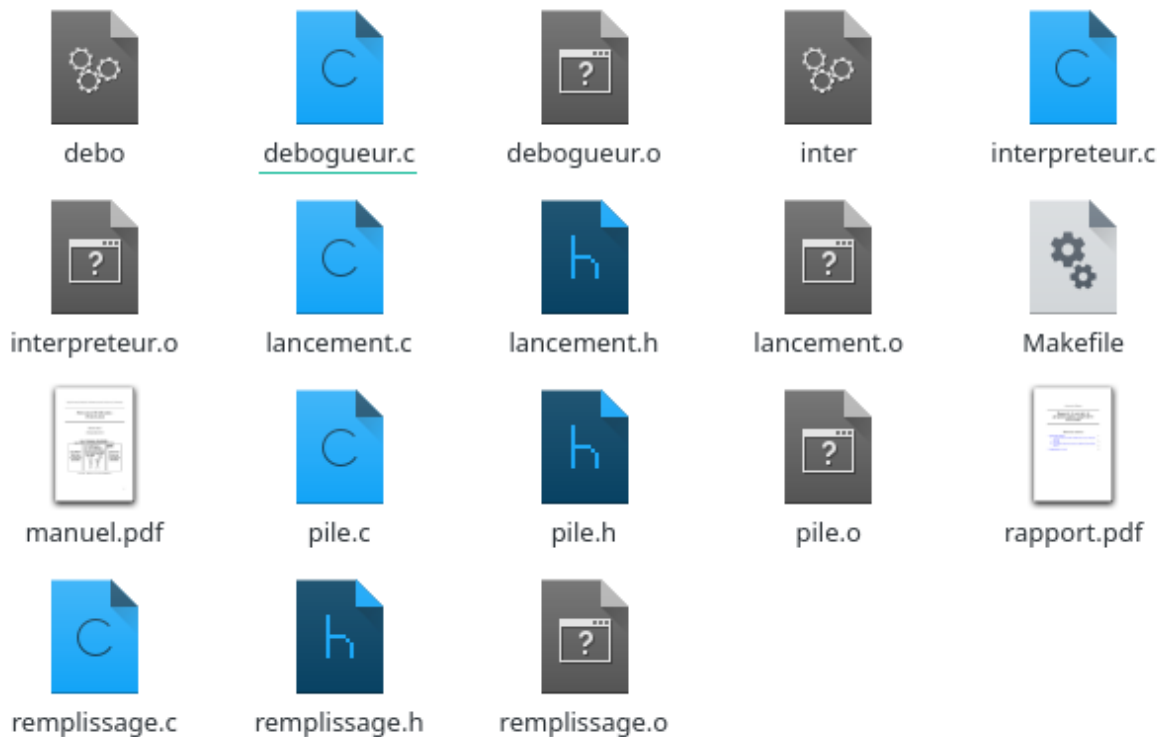 debo debogueur.c debogueur.o inter interpreteur.c
interpreteur.o lancement.c lancement.h lancement.o Makefile
manuel.pdf pile.c pile.h pile.o rapport.pdf
remplissage.c remplissage.h remplissage.o